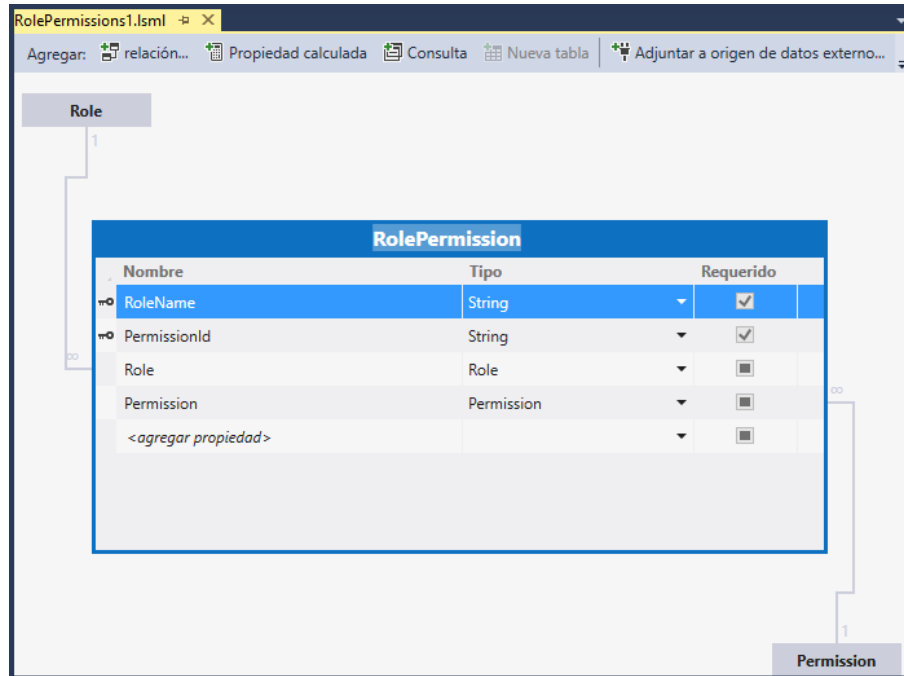 RolePermissions1.lsml
Agregar: relación... Propiedad calculada Consulta Nueva tabla Adjuntar a origen de datos externo...
Role
1
RolePermission
Nombre Tipo Requerido
RoleName String
PermissionId String
∞
Role Role
Permission Permission
∞
<agregar propiedad>
1
Permission